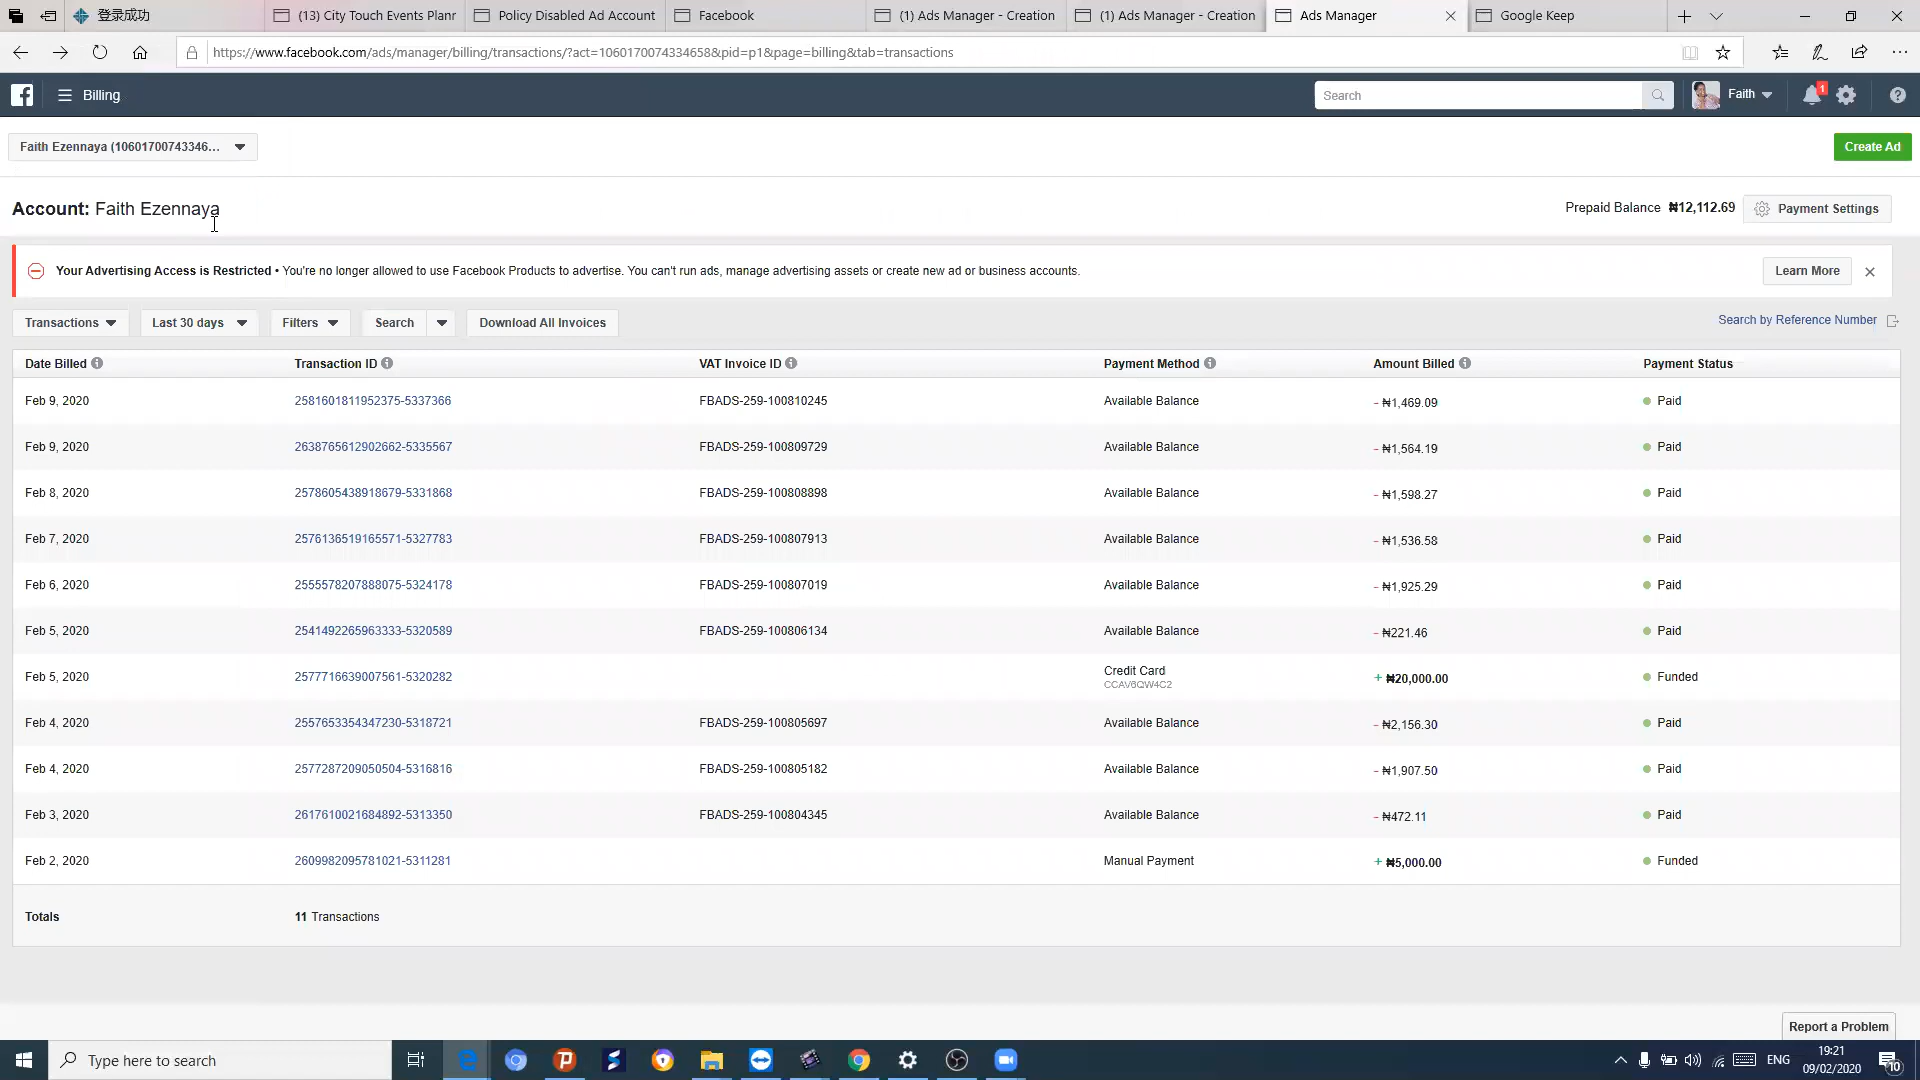 登录成功
(13) City Touch Events Planr
Policy Disabled Ad Account
Facebook
(1) Ads Manager - Creation
(1) Ads Manager - Creation
Ads Manager
Google Keep
https://www.facebook.com/ads/manager/billing/transactions/?act=1060170074334658&pid=p1&page=billing&tab=transactions
Billing
Search
Faith
1
Faith Ezennaya (10601700743346...
Create Ad
Account: Faith Ezennaya
Prepaid Balance ₦12,112.69
Payment Settings
Your Advertising Access is Restricted • You're no longer allowed to use Facebook Products to advertise. You can't run ads, manage advertising assets or create new ad or business accounts.
Learn More
Transactions
Last 30 days
Filters
Search
Download All Invoices
Search by Reference Number
Date Billed Transaction ID VAT Invoice ID Payment Method Amount Billed Payment Status
Feb 9, 2020 2581601811952375-5337366 FBADS-259-100810245 Available Balance - ₦1,469.09 Paid
Feb 9, 2020 2638765612902662-5335567 FBADS-259-100809729 Available Balance - ₦1,564.19 Paid
Feb 8, 2020 2578605438918679-5331868 FBADS-259-100808898 Available Balance - ₦1,598.27 Paid
Feb 7, 2020 2576136519165571-5327783 FBADS-259-100807913 Available Balance - ₦1,536.58 Paid
Feb 6, 2020 2555578207888075-5324178 FBADS-259-100807019 Available Balance - ₦1,925.29 Paid
Feb 5, 2020 2541492265963333-5320589 FBADS-259-100806134 Available Balance - ₦221.46 Paid
Feb 5, 2020 2577716639007561-5320282 Credit Card + ₦20,000.00 Funded
CCAV6QW4C2
Feb 4, 2020 2557653354347230-5318721 FBADS-259-100805697 Available Balance - ₦2,156.30 Paid
Feb 4, 2020 2577287209050504-5316816 FBADS-259-100805182 Available Balance - ₦1,907.50 Paid
Feb 3, 2020 2617610021684892-5313350 FBADS-259-100804345 Available Balance - ₦472.11 Paid
Feb 2, 2020 2609982095781021-5311281 Manual Payment + ₦5,000.00 Funded
Totals 11 Transactions
Report a Problem
Type here to search
ENG
19:21
09/02/2020
10